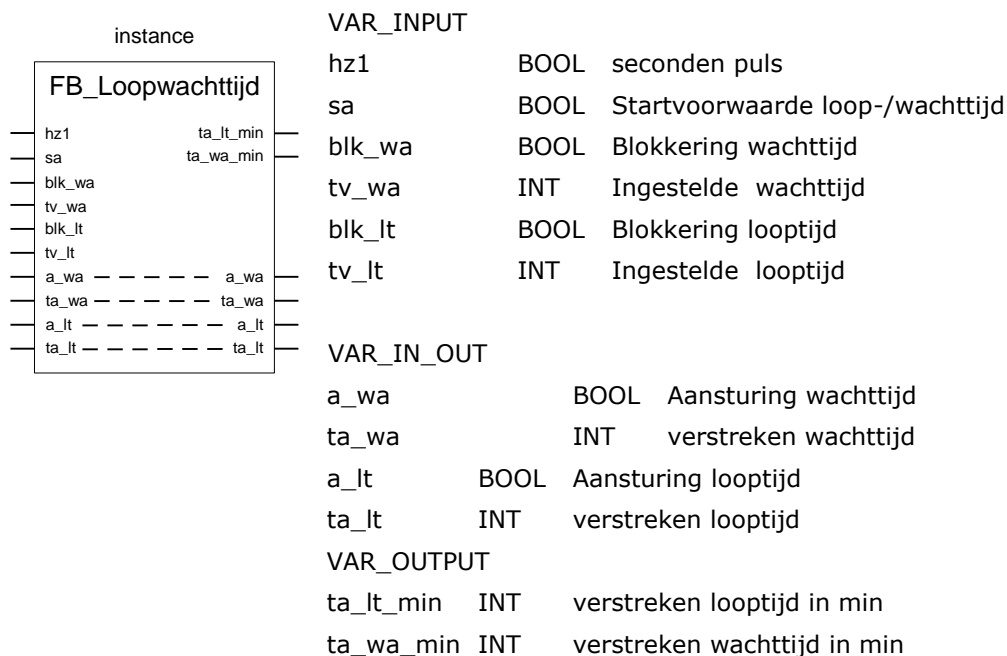 instance
FB_Loopwachttijd
hz1 ta_lt_min
sa ta_wa_min
blk_wa
tv_wa
blk_lt
tv_lt
a_wa a_wa
ta_wa ta_wa
a_lt a_lt
ta_lt ta_lt
VAR_INPUT
hz1 BOOL seconden puls
sa BOOL Startvoorwaarde loop-/wachttijd
blk_wa BOOL Blokkering wachttijd
tv_wa INT Ingestelde wachttijd
blk_lt BOOL Blokkering looptijd
tv_lt INT Ingestelde looptijd
VAR_IN_OUT
a_wa BOOL Aansturing wachttijd
ta_wa INT verstreken wachttijd
a_lt BOOL Aansturing looptijd
ta_lt INT verstreken looptijd
VAR_OUTPUT
ta_lt_min INT verstreken looptijd in min
ta_wa_min INT verstreken wachttijd in min